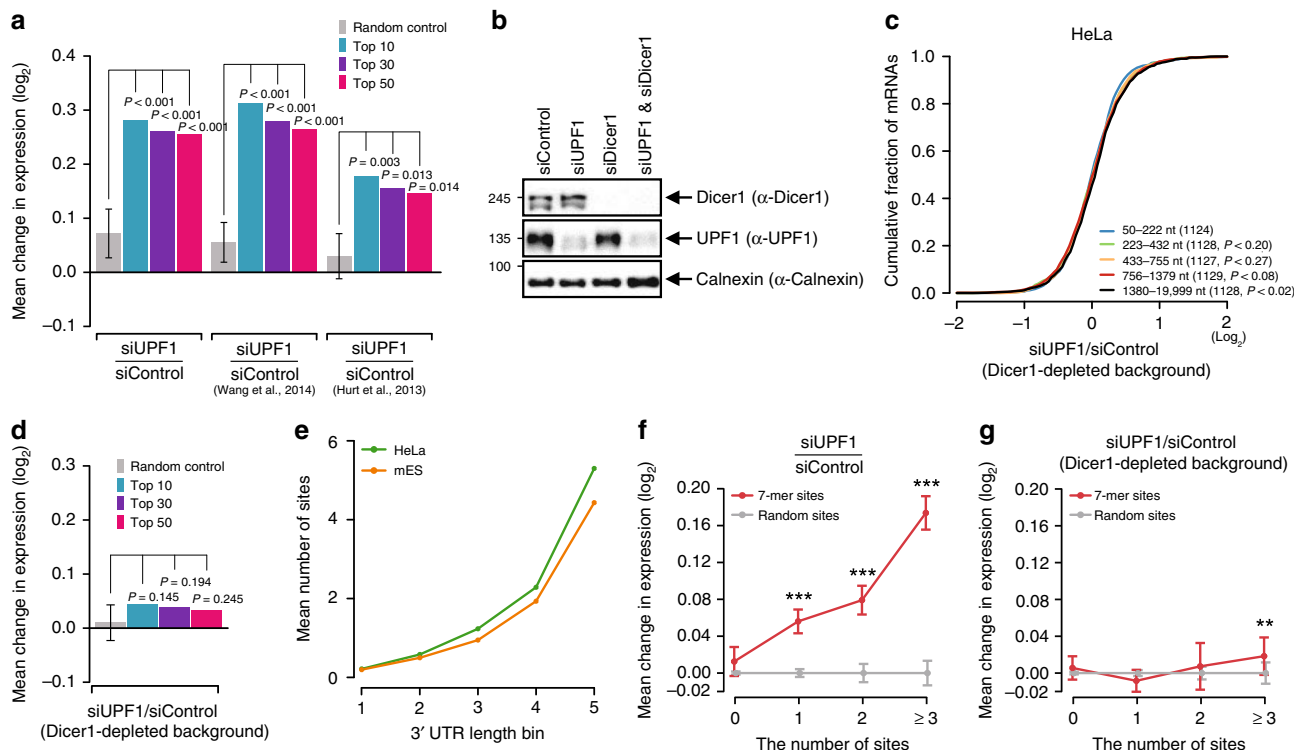 a
Random control
Top 10
Top 30
Top 50
Mean change in expression (log2)
0.4
0.3
0.2
0.1
0.0
–0.1
P < 0.001
P < 0.001
P < 0.001
P < 0.001
P < 0.001
P < 0.001
P = 0.003
P = 0.013
P = 0.014
siUPF1
siControl
siUPF1
siControl
(Wang et al., 2014)
siUPF1
siControl
(Hurt et al., 2013)
b
siControl
siUPF1
siDicer1
siUPF1 & siDicer1
245
135
100
Dicer1 (α-Dicer1)
UPF1 (α-UPF1)
Calnexin (α-Calnexin)
c
HeLa
Cumulative fraction of mRNAs
1.0
0.8
0.6
0.4
0.2
0.0
50–222 nt (1124)
223–432 nt (1128, P < 0.20)
433–755 nt (1127, P < 0.27)
756–1379 nt (1129, P < 0.08)
1380–19,999 nt (1128, P < 0.02)
–2 –1 0 1 2
(Log2)
siUPF1/siControl
(Dicer1-depleted background)
d
Mean change in expression (log2)
0.3
0.2
0.1
0.0
–0.1
Random control
Top 10
Top 30
Top 50
P = 0.194
P = 0.145
P = 0.245
siUPF1/siControl
(Dicer1-depleted background)
e
Mean number of sites
6
4
2
0
HeLa
mES
1 2 3 4 5
3′ UTR length bin
f
siUPF1
siControl
Mean change in expression (log2)
0.20
0.16
0.12
0.08
0.04
0.00
–0.02
7-mer sites
Random sites
***
***
***
0 1 2 ≥ 3
The number of sites
g
siUPF1/siControl
(Dicer1-depleted background)
Mean change in expression (log2)
0.20
0.16
0.12
0.08
0.04
0.00
–0.02
7-mer sites
Random sites
**
0 1 2 ≥ 3
The number of sites